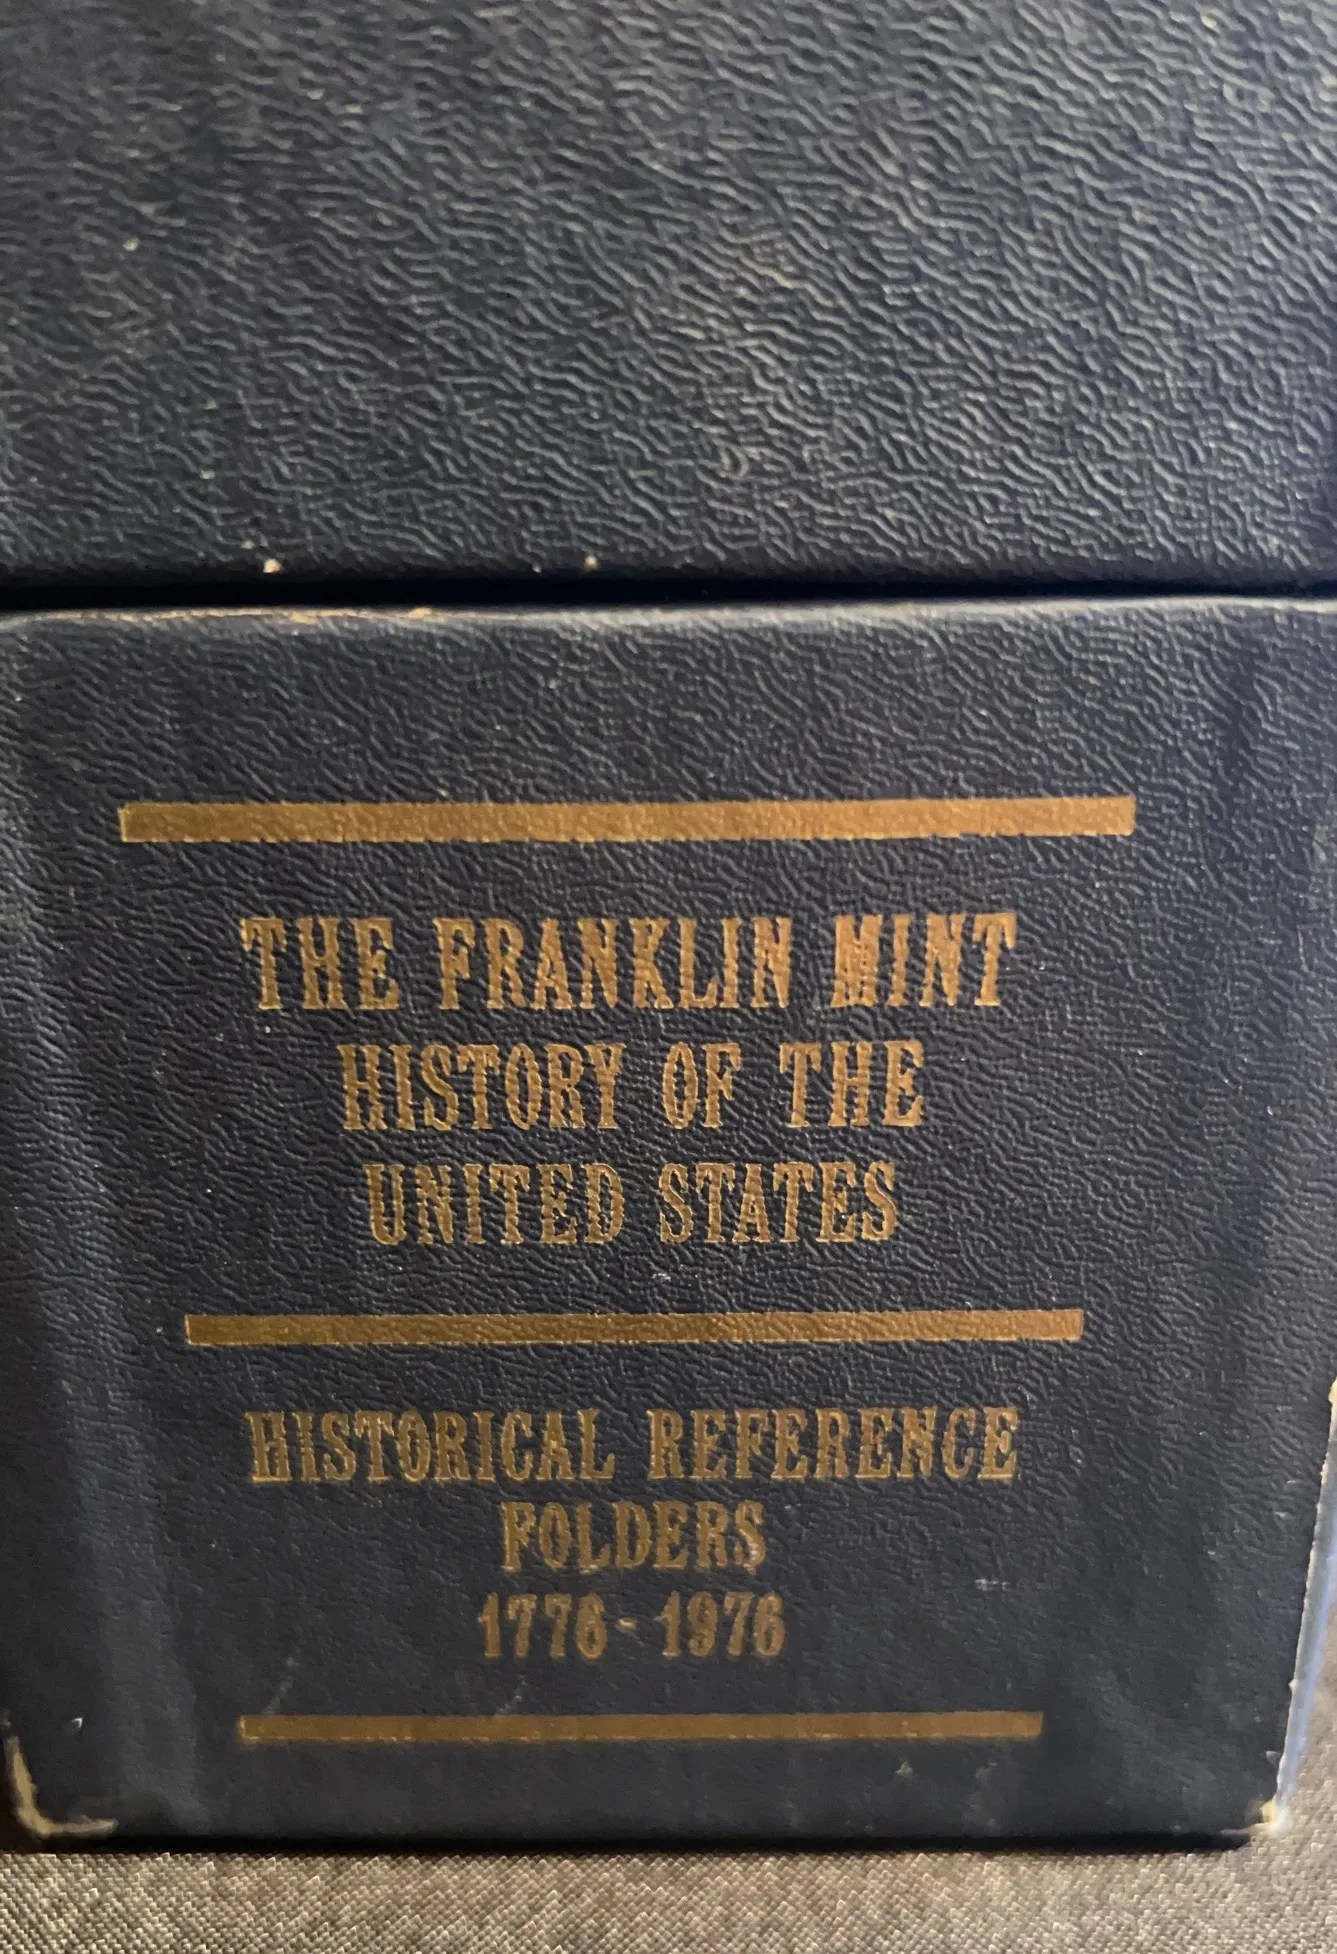 THE FRANKLIN MINT
HISTORY OF THE
UNITED STATES
HISTORICAL REFERENCE
FOLDERS
1776-1976